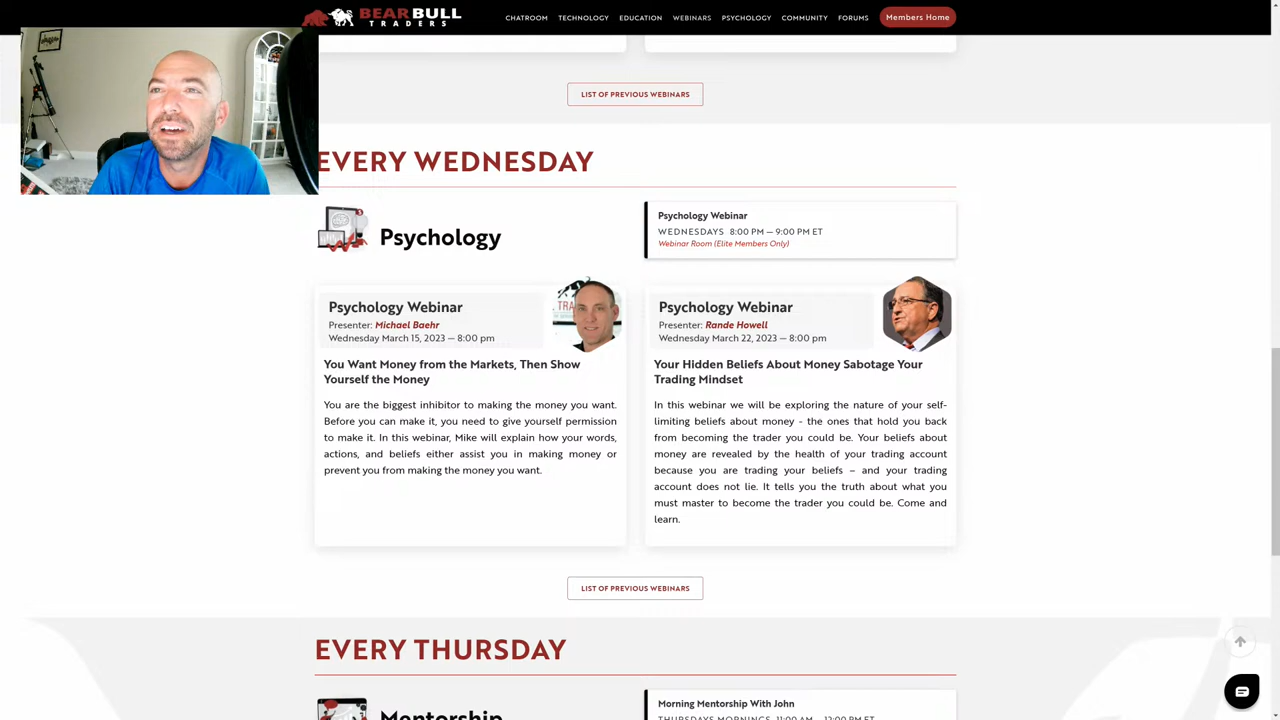 BEAR BULL
TRADERS
CHATROOM TECHNOLOGY EDUCATION WEBINARS PSYCHOLOGY COMMUNITY FORUMS Members Home
LIST OF PREVIOUS WEBINARS
EVERY WEDNESDAY
Psychology
Psychology Webinar
WEDNESDAYS 8:00 PM — 9:00 PM ET
Webinar Room (Elite Members Only)
Psychology Webinar
Presenter: Michael Baehr
Wednesday March 15, 2023 — 8:00 pm
You Want Money from the Markets, Then Show
Yourself the Money
You are the biggest inhibitor to making the money you want.
Before you can make it, you need to give yourself permission
to make it. In this webinar, Mike will explain how your words,
actions, and beliefs either assist you in making money or
prevent you from making the money you want.
Psychology Webinar
Presenter: Rande Howell
Wednesday March 22, 2023 — 8:00 pm
Your Hidden Beliefs About Money Sabotage Your
Trading Mindset
In this webinar we will be exploring the nature of your self-
limiting beliefs about money - the ones that hold you back
from becoming the trader you could be. Your beliefs about
money are revealed by the health of your trading account
because you are trading your beliefs – and your trading
account does not lie. It tells you the truth about what you
must master to become the trader you could be. Come and
learn.
LIST OF PREVIOUS WEBINARS
EVERY THURSDAY
Mentorship
Morning Mentorship With John
THURSDAYS MORNINGS 11:00 AM — 12:00 PM ET